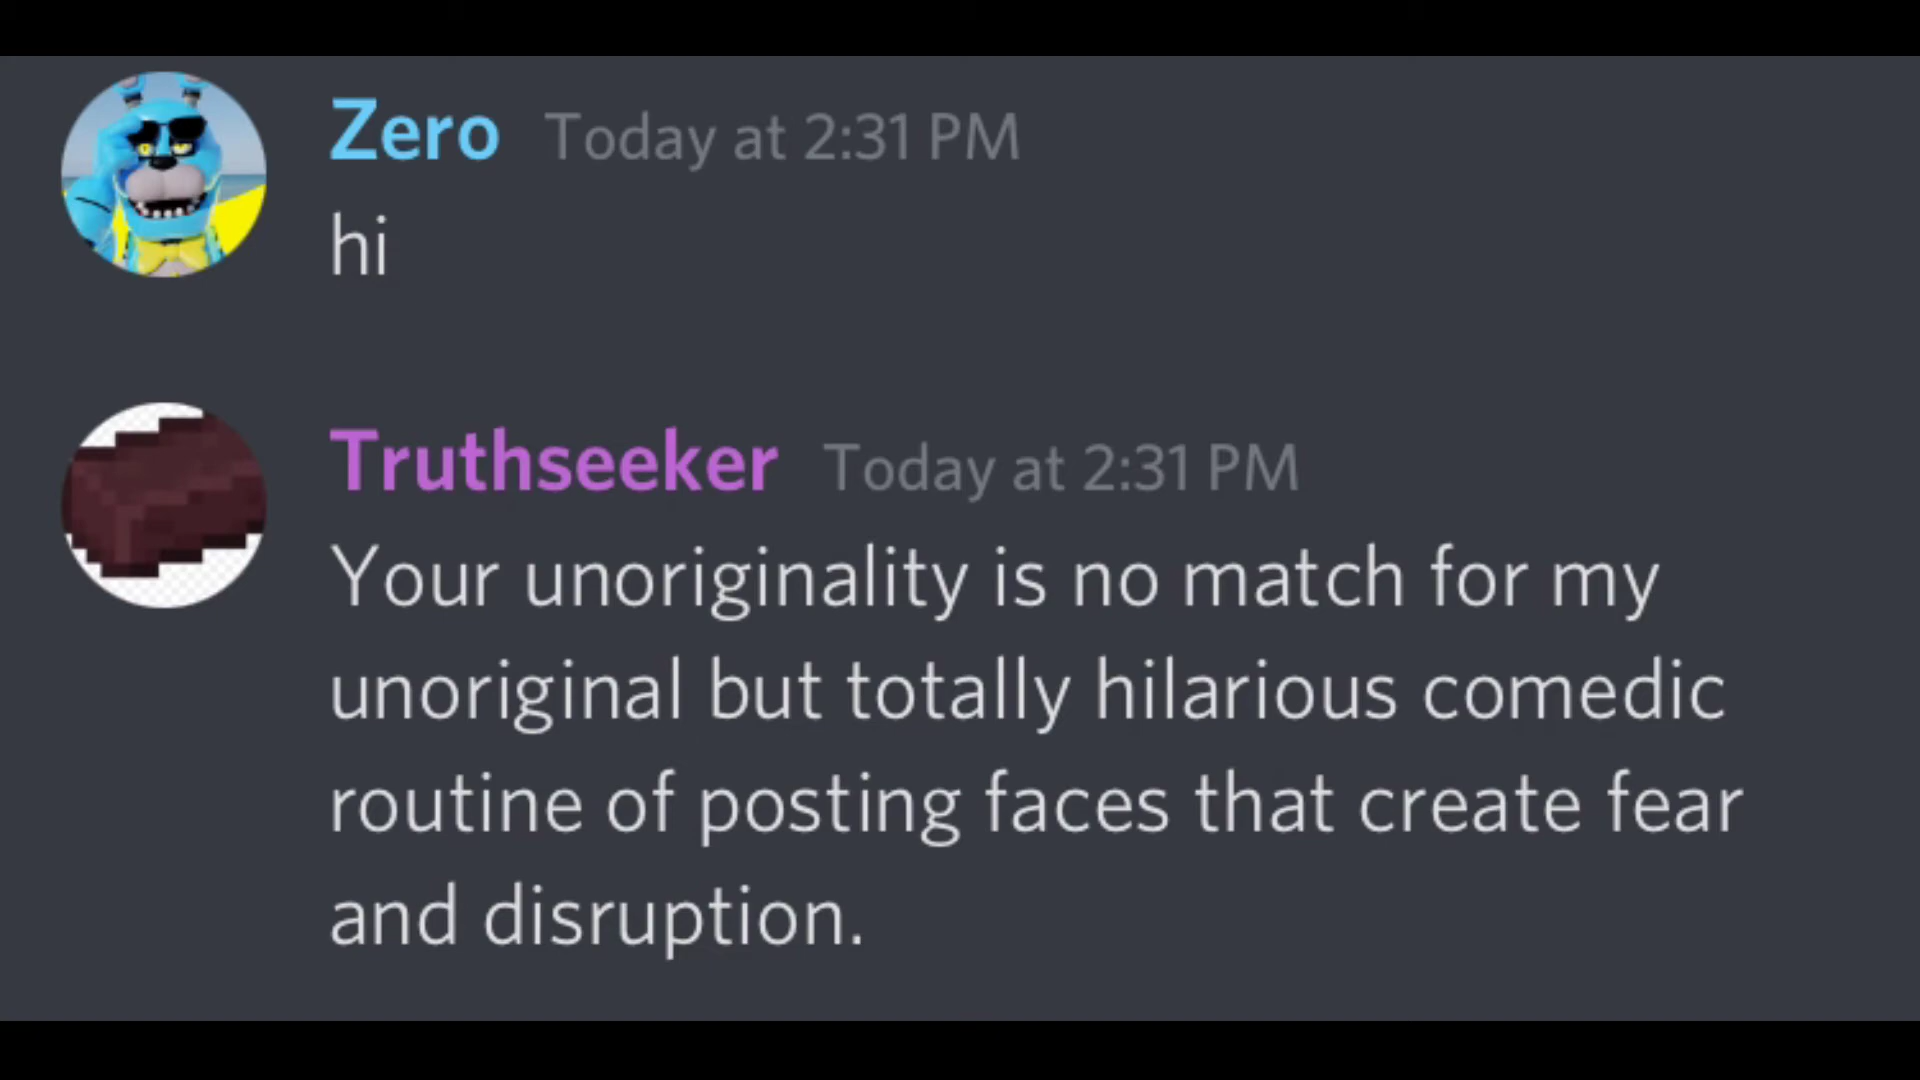 Zero Today at 2:31 PM
hi
Truthseeker Today at 2:31 PM
Your unoriginality is no match for my
unoriginal but totally hilarious comedic
routine of posting faces that create fear
and disruption.